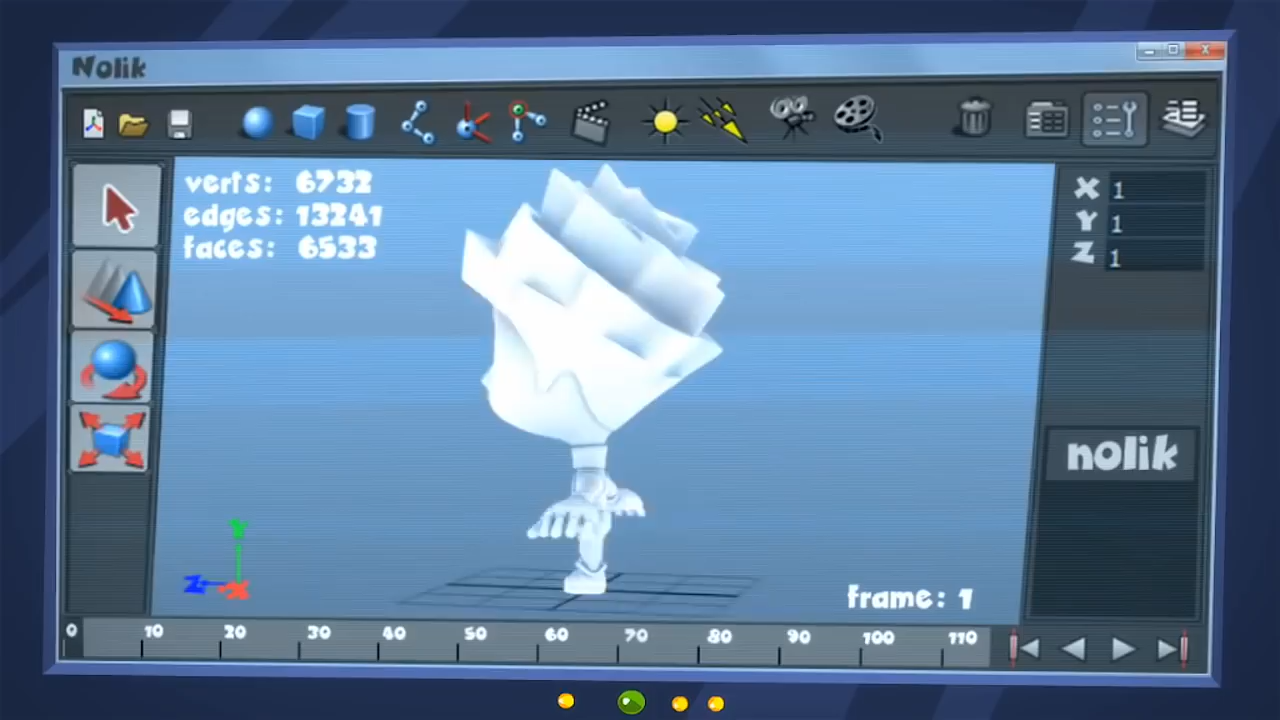 Nolik
verts: 6732
edges: 13241
faces: 6533
X 1
Y 1
Z 1
nolik
Y
Z X
frame: 1
0 10 20 30 40 50 60 70 80 90 100 110